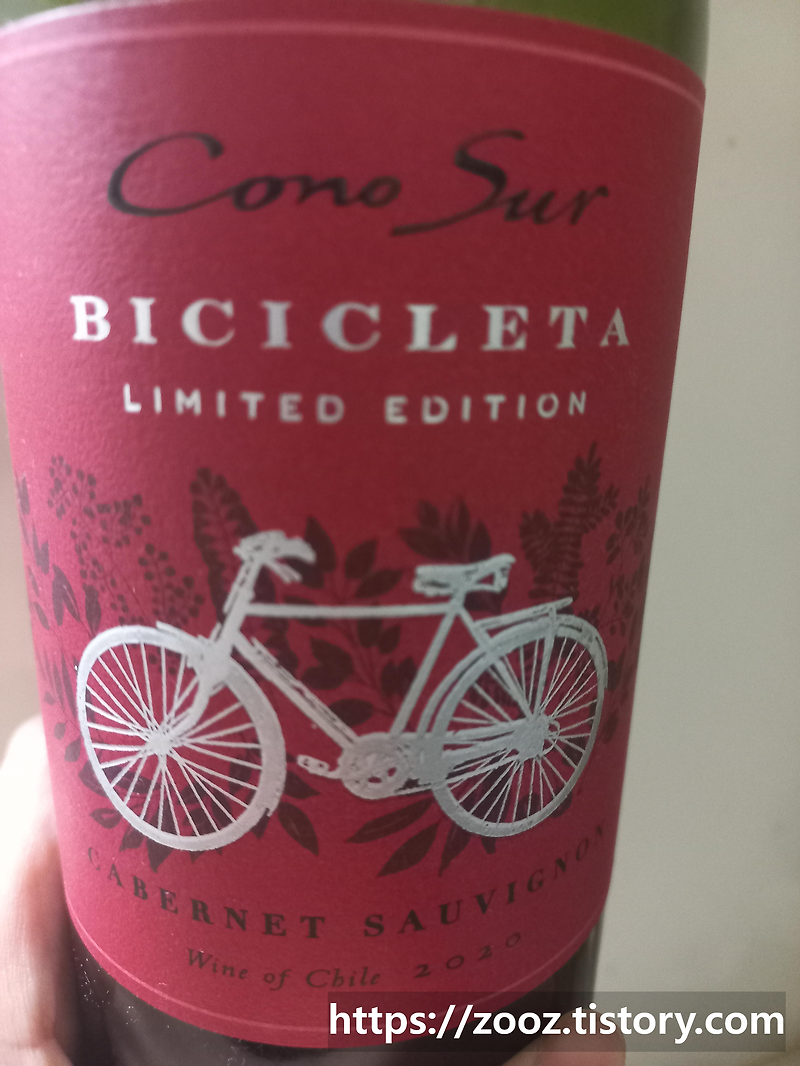 Cono Sur
BICICLETA
LIMITED EDITION
CABERNET SAUVIGNON
Wine of Chile 2020
https://zooz.tistory.com